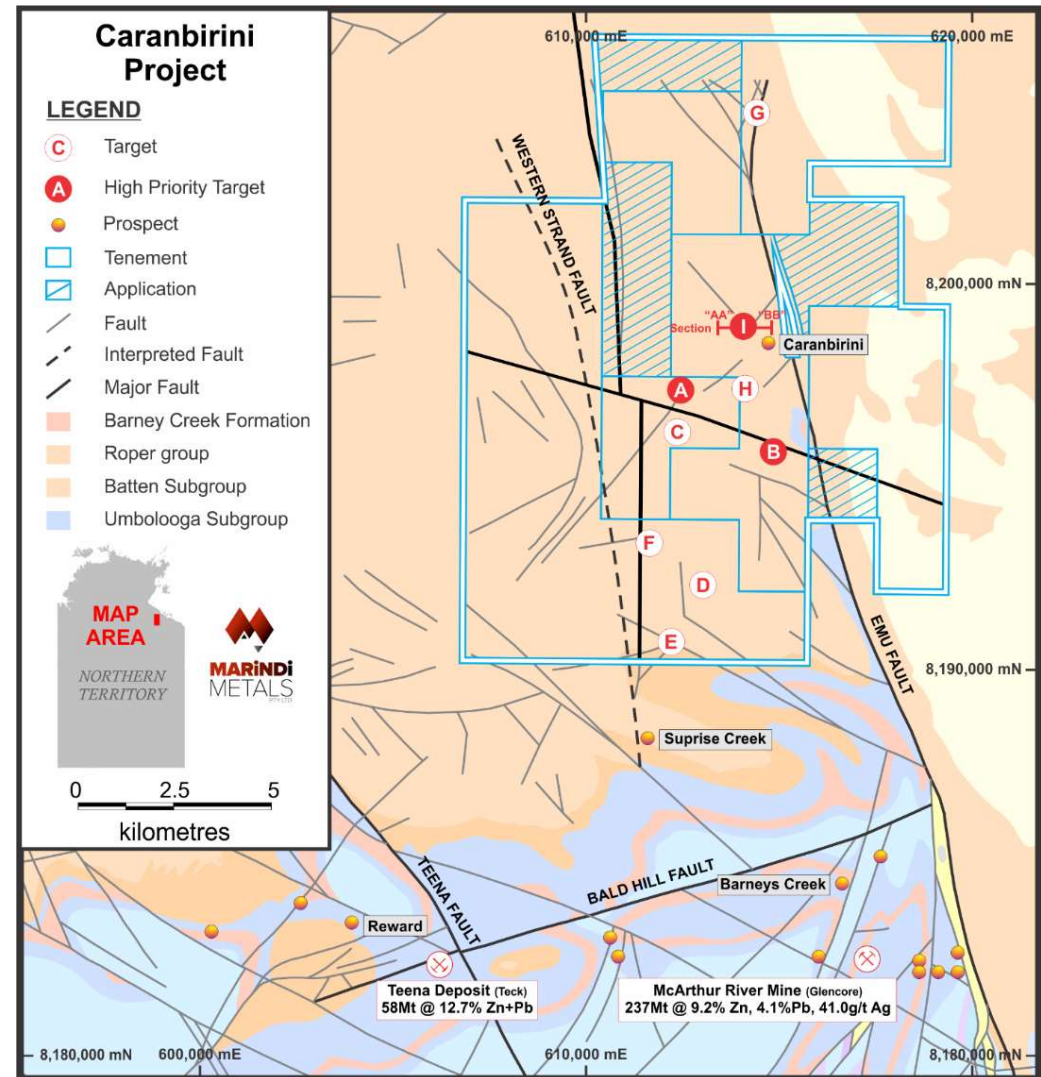 Caranbirini
Project
LEGEND
C Target
A High Priority Target
Prospect
Tenement
Application
Fault
Interpreted Fault
Major Fault
Barney Creek Formation
Roper group
Batten Subgroup
Umbolooga Subgroup
MAP
AREA
NORTHERN
TERRITORY
MARiNDi
METALS
PTY LTD
0 2.5 5
kilometres
610,000 mE
620,000 mE
G
WESTERN STRAND FAULT
8,200,000 mN
"AA" "BB"
Section
I
Caranbirini
A
H
C
B
F
D
E
EMU FAULT
8,190,000 mN
Suprise Creek
TEENA FAULT
BALD HILL FAULT
Barneys Creek
Reward
Teena Deposit (Teck)
58Mt @ 12.7% Zn+Pb
McArthur River Mine (Glencore)
237Mt @ 9.2% Zn, 4.1%Pb, 41.0g/t Ag
8,180,000 mN
600,000 mE
610,000 mE
8,180,000 mN